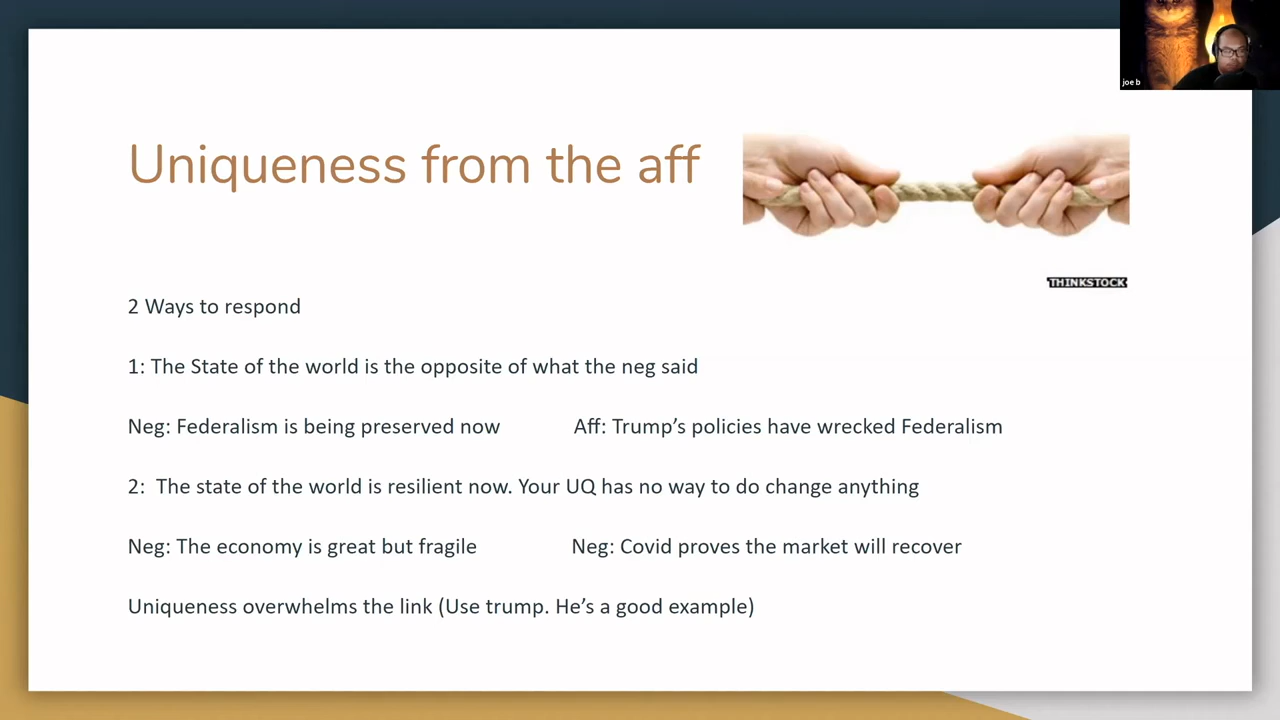 joe b
Uniqueness from the aff
THINKSTOCK
2 Ways to respond
1: The State of the world is the opposite of what the neg said
Neg: Federalism is being preserved now Aff: Trump’s policies have wrecked Federalism
2: The state of the world is resilient now. Your UQ has no way to do change anything
Neg: The economy is great but fragile Neg: Covid proves the market will recover
Uniqueness overwhelms the link (Use trump. He’s a good example)